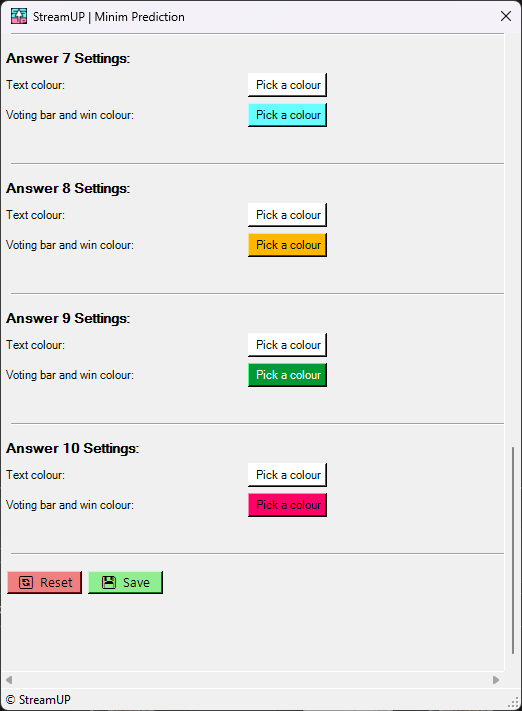 StreamUP | Minim Prediction
Answer 7 Settings:
Text colour: Pick a colour
Voting bar and win colour: Pick a colour
Answer 8 Settings:
Text colour: Pick a colour
Voting bar and win colour: Pick a colour
Answer 9 Settings:
Text colour: Pick a colour
Voting bar and win colour: Pick a colour
Answer 10 Settings:
Text colour: Pick a colour
Voting bar and win colour: Pick a colour
Reset Save
© StreamUP